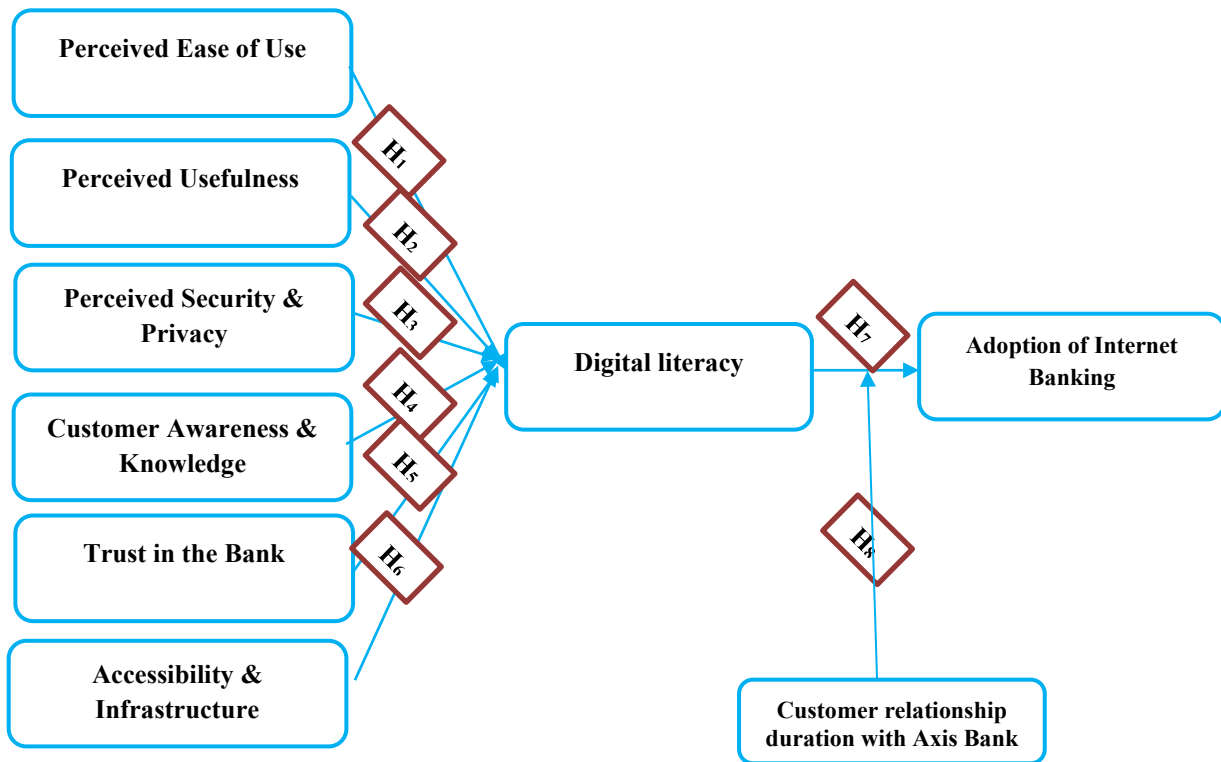 Perceived Ease of Use
H₁
Perceived Usefulness
H₂
Perceived Security &
Privacy
H₃
Digital literacy
H₇
Adoption of Internet
Banking
Customer Awareness &
Knowledge
H₄
H₅
Trust in the Bank
H₆
H₈
Accessibility &
Infrastructure
Customer relationship
duration with Axis Bank